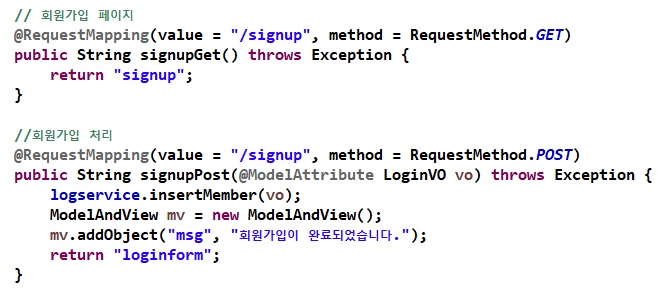 // 회원가입 페이지
@RequestMapping(value = "/signup", method = RequestMethod.GET)
public String signupGet() throws Exception {
    return "signup";
}

//회원가입 처리
@RequestMapping(value = "/signup", method = RequestMethod.POST)
public String signupPost(@ModelAttribute LoginVO vo) throws Exception {
    logservice.insertMember(vo);
    ModelAndView mv = new ModelAndView();
    mv.addObject("msg", "회원가입이 완료되었습니다.");
    return "loginform";
}